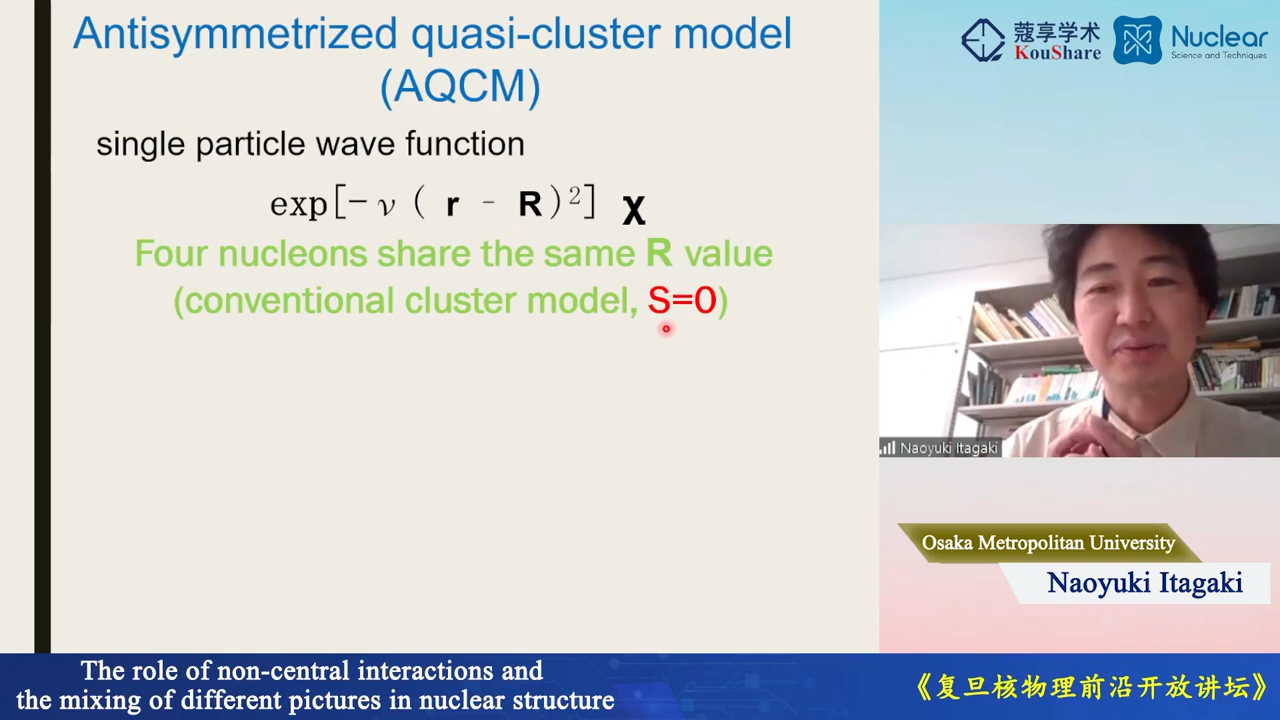 Antisymmetrized quasi-cluster model
(AQCM)
single particle wave function
exp[-ν( r - R)²] χ
Four nucleons share the same R value
(conventional cluster model, S=0)
蔻享学术
KouShare
Nuclear
Science and Techniques
Naoyuki Itagaki
Osaka Metropolitan University
Naoyuki Itagaki
The role of non-central interactions and
the mixing of different pictures in nuclear structure
《复旦核物理前沿开放讲坛》